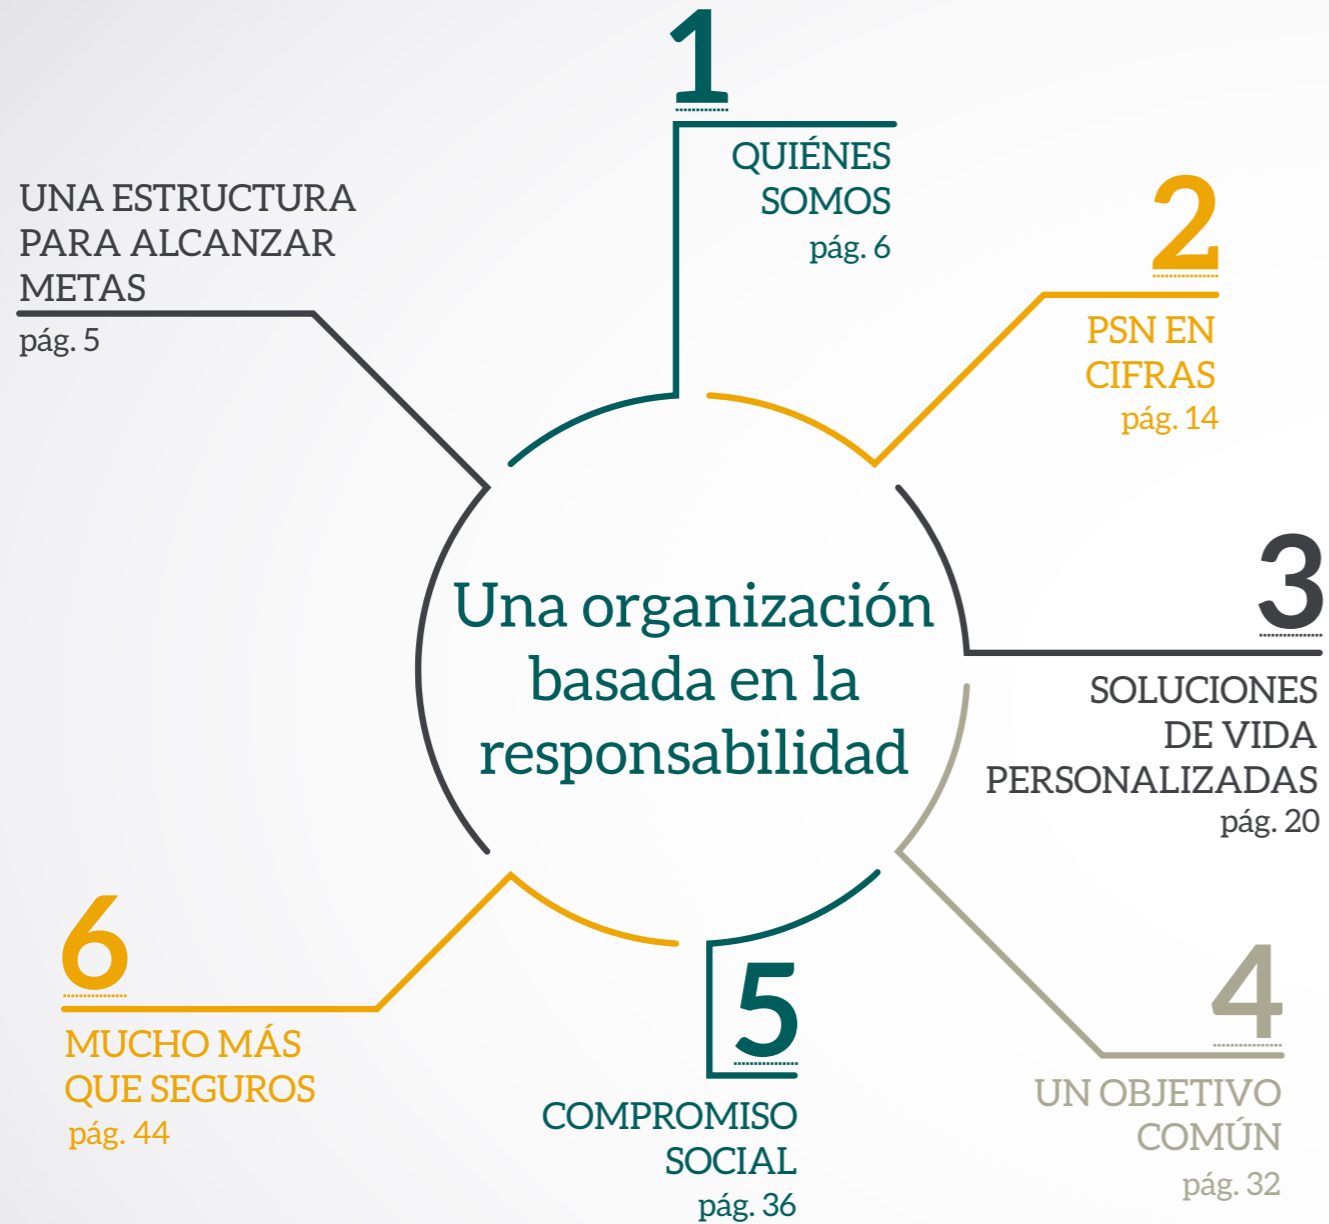 UNA ESTRUCTURA
PARA ALCANZAR
METAS
pág. 5
1
QUIÉNES
SOMOS
pág. 6
2
PSN EN
CIFRAS
pág. 14
3
SOLUCIONES
DE VIDA
PERSONALIZADAS
pág. 20
Una organización
basada en la
responsabilidad
4
UN OBJETIVO
COMÚN
pág. 32
5
COMPROMISO
SOCIAL
pág. 36
6
MUCHO MÁS
QUE SEGUROS
pág. 44